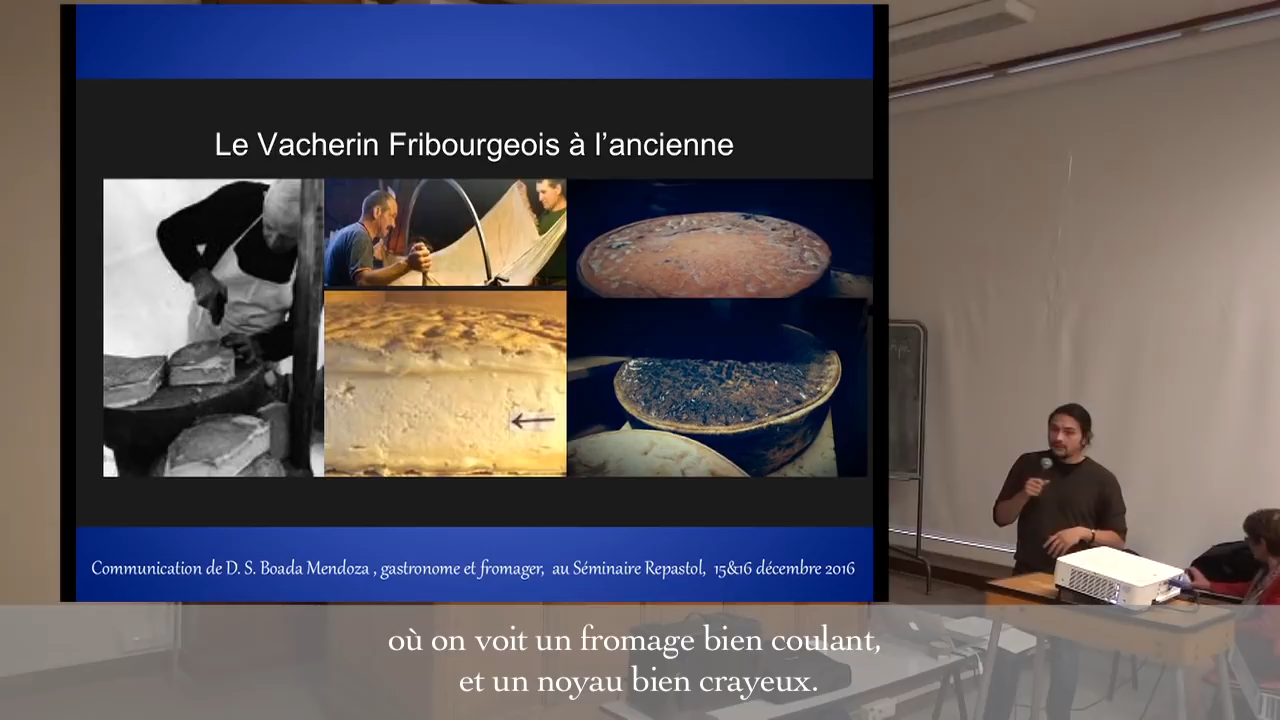 Le Vacherin Fribourgeois à l'ancienne
Communication de D. S. Boada Mendoza , gastronome et fromager, au Séminaire Repastol, 15&16 décembre 2016
où on voit un fromage bien coulant,
et un noyau bien crayeux.